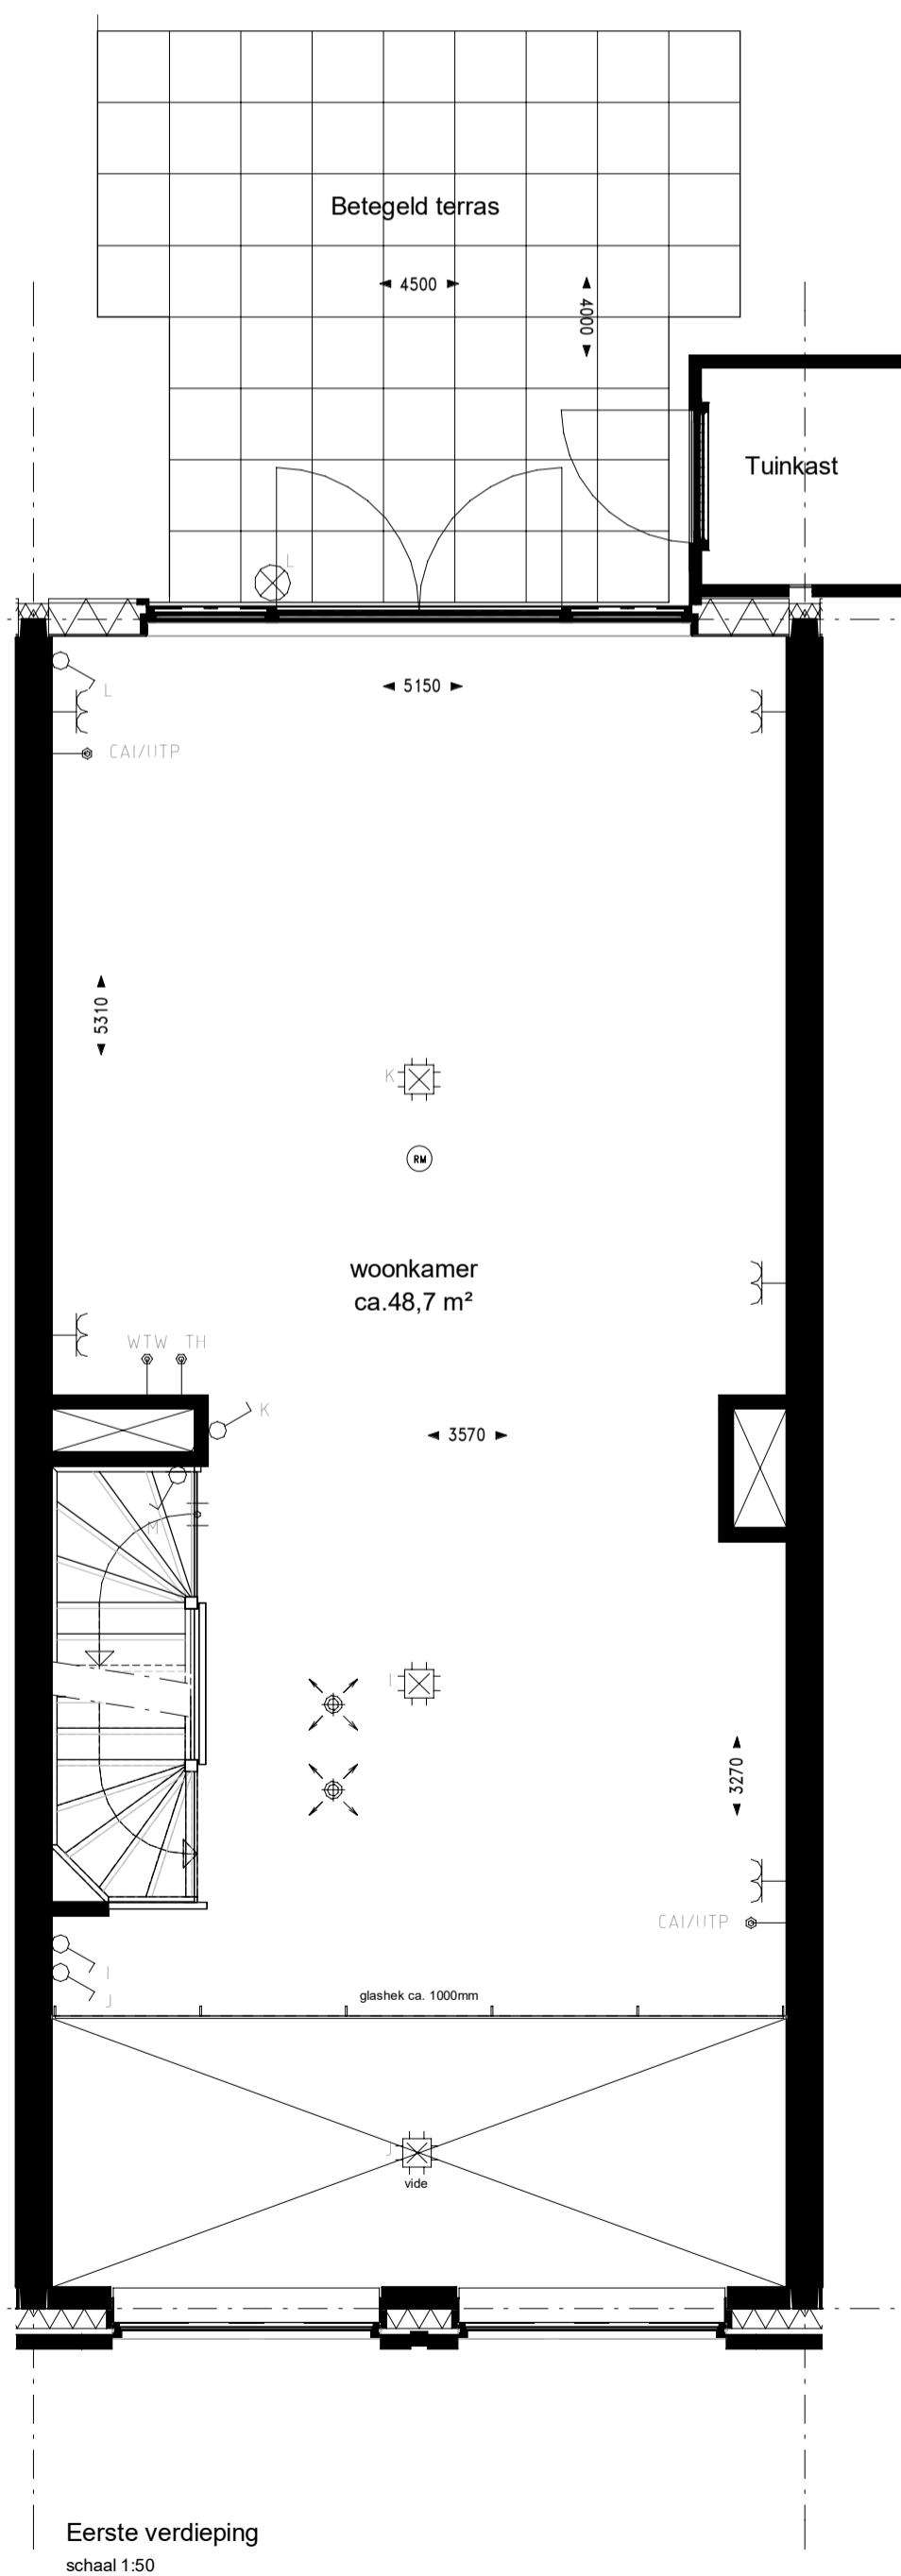 Betegeld terras
4500
4000
Tuinkast
L
5150
L
CAI/UTP
5310
K
RM
woonkamer
ca.48,7 m²
WTW TH
K
3570
M
I
3270
CAI/UTP
I
J
glashek ca. 1000mm
J
vide
Eerste verdieping
schaal 1:50